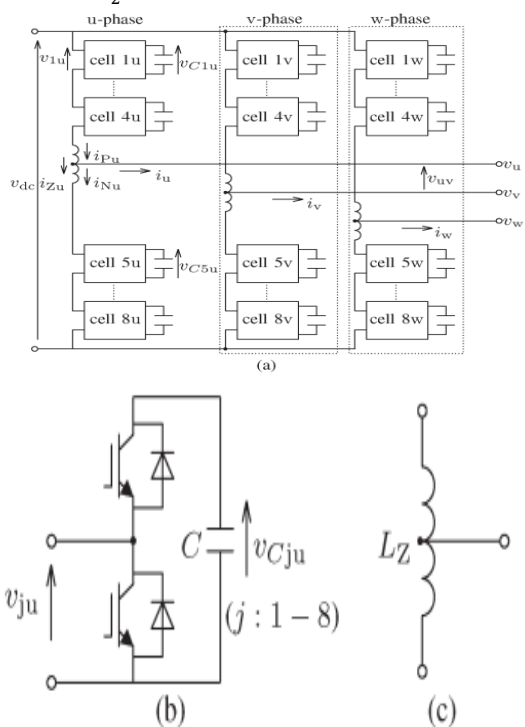 2
u-phase v-phase w-phase
v1u cell 1u vC1u cell 1v cell 1w
cell 4u cell 4v cell 4w
iPu
vdc iZu iNu iu vuv vu
iv vv
iw vw
cell 5u vC5u cell 5v cell 5w
cell 8u cell 8v cell 8w
(a)
vju C vCju LZ
(j : 1 – 8)
(b) (c)